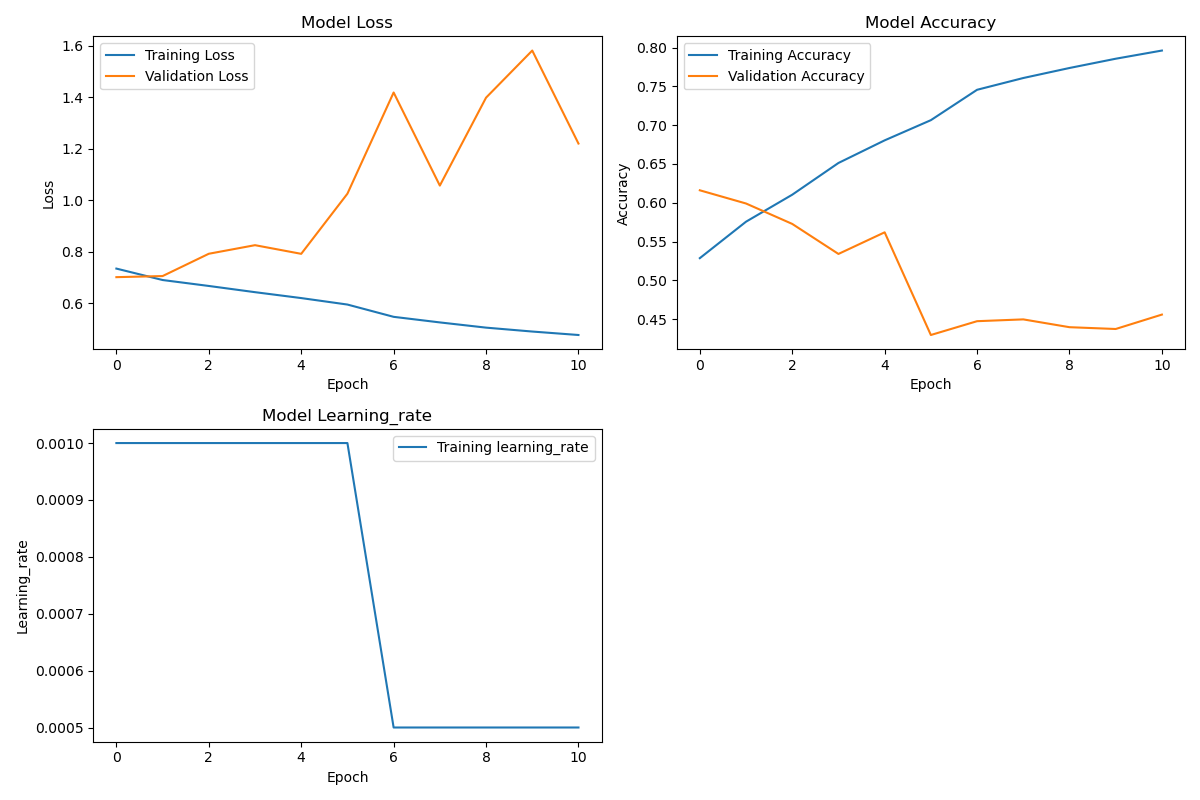 Model Loss
Training Loss
Validation Loss
1.6
1.4
1.2
1.0
0.8
0.6
Loss
0 2 4 6 8 10
Epoch
Model Accuracy
Training Accuracy
Validation Accuracy
0.80
0.75
0.70
0.65
0.60
0.55
0.50
0.45
Accuracy
0 2 4 6 8 10
Epoch
Model Learning_rate
Training learning_rate
0.0010
0.0009
0.0008
0.0007
0.0006
0.0005
Learning_rate
0 2 4 6 8 10
Epoch